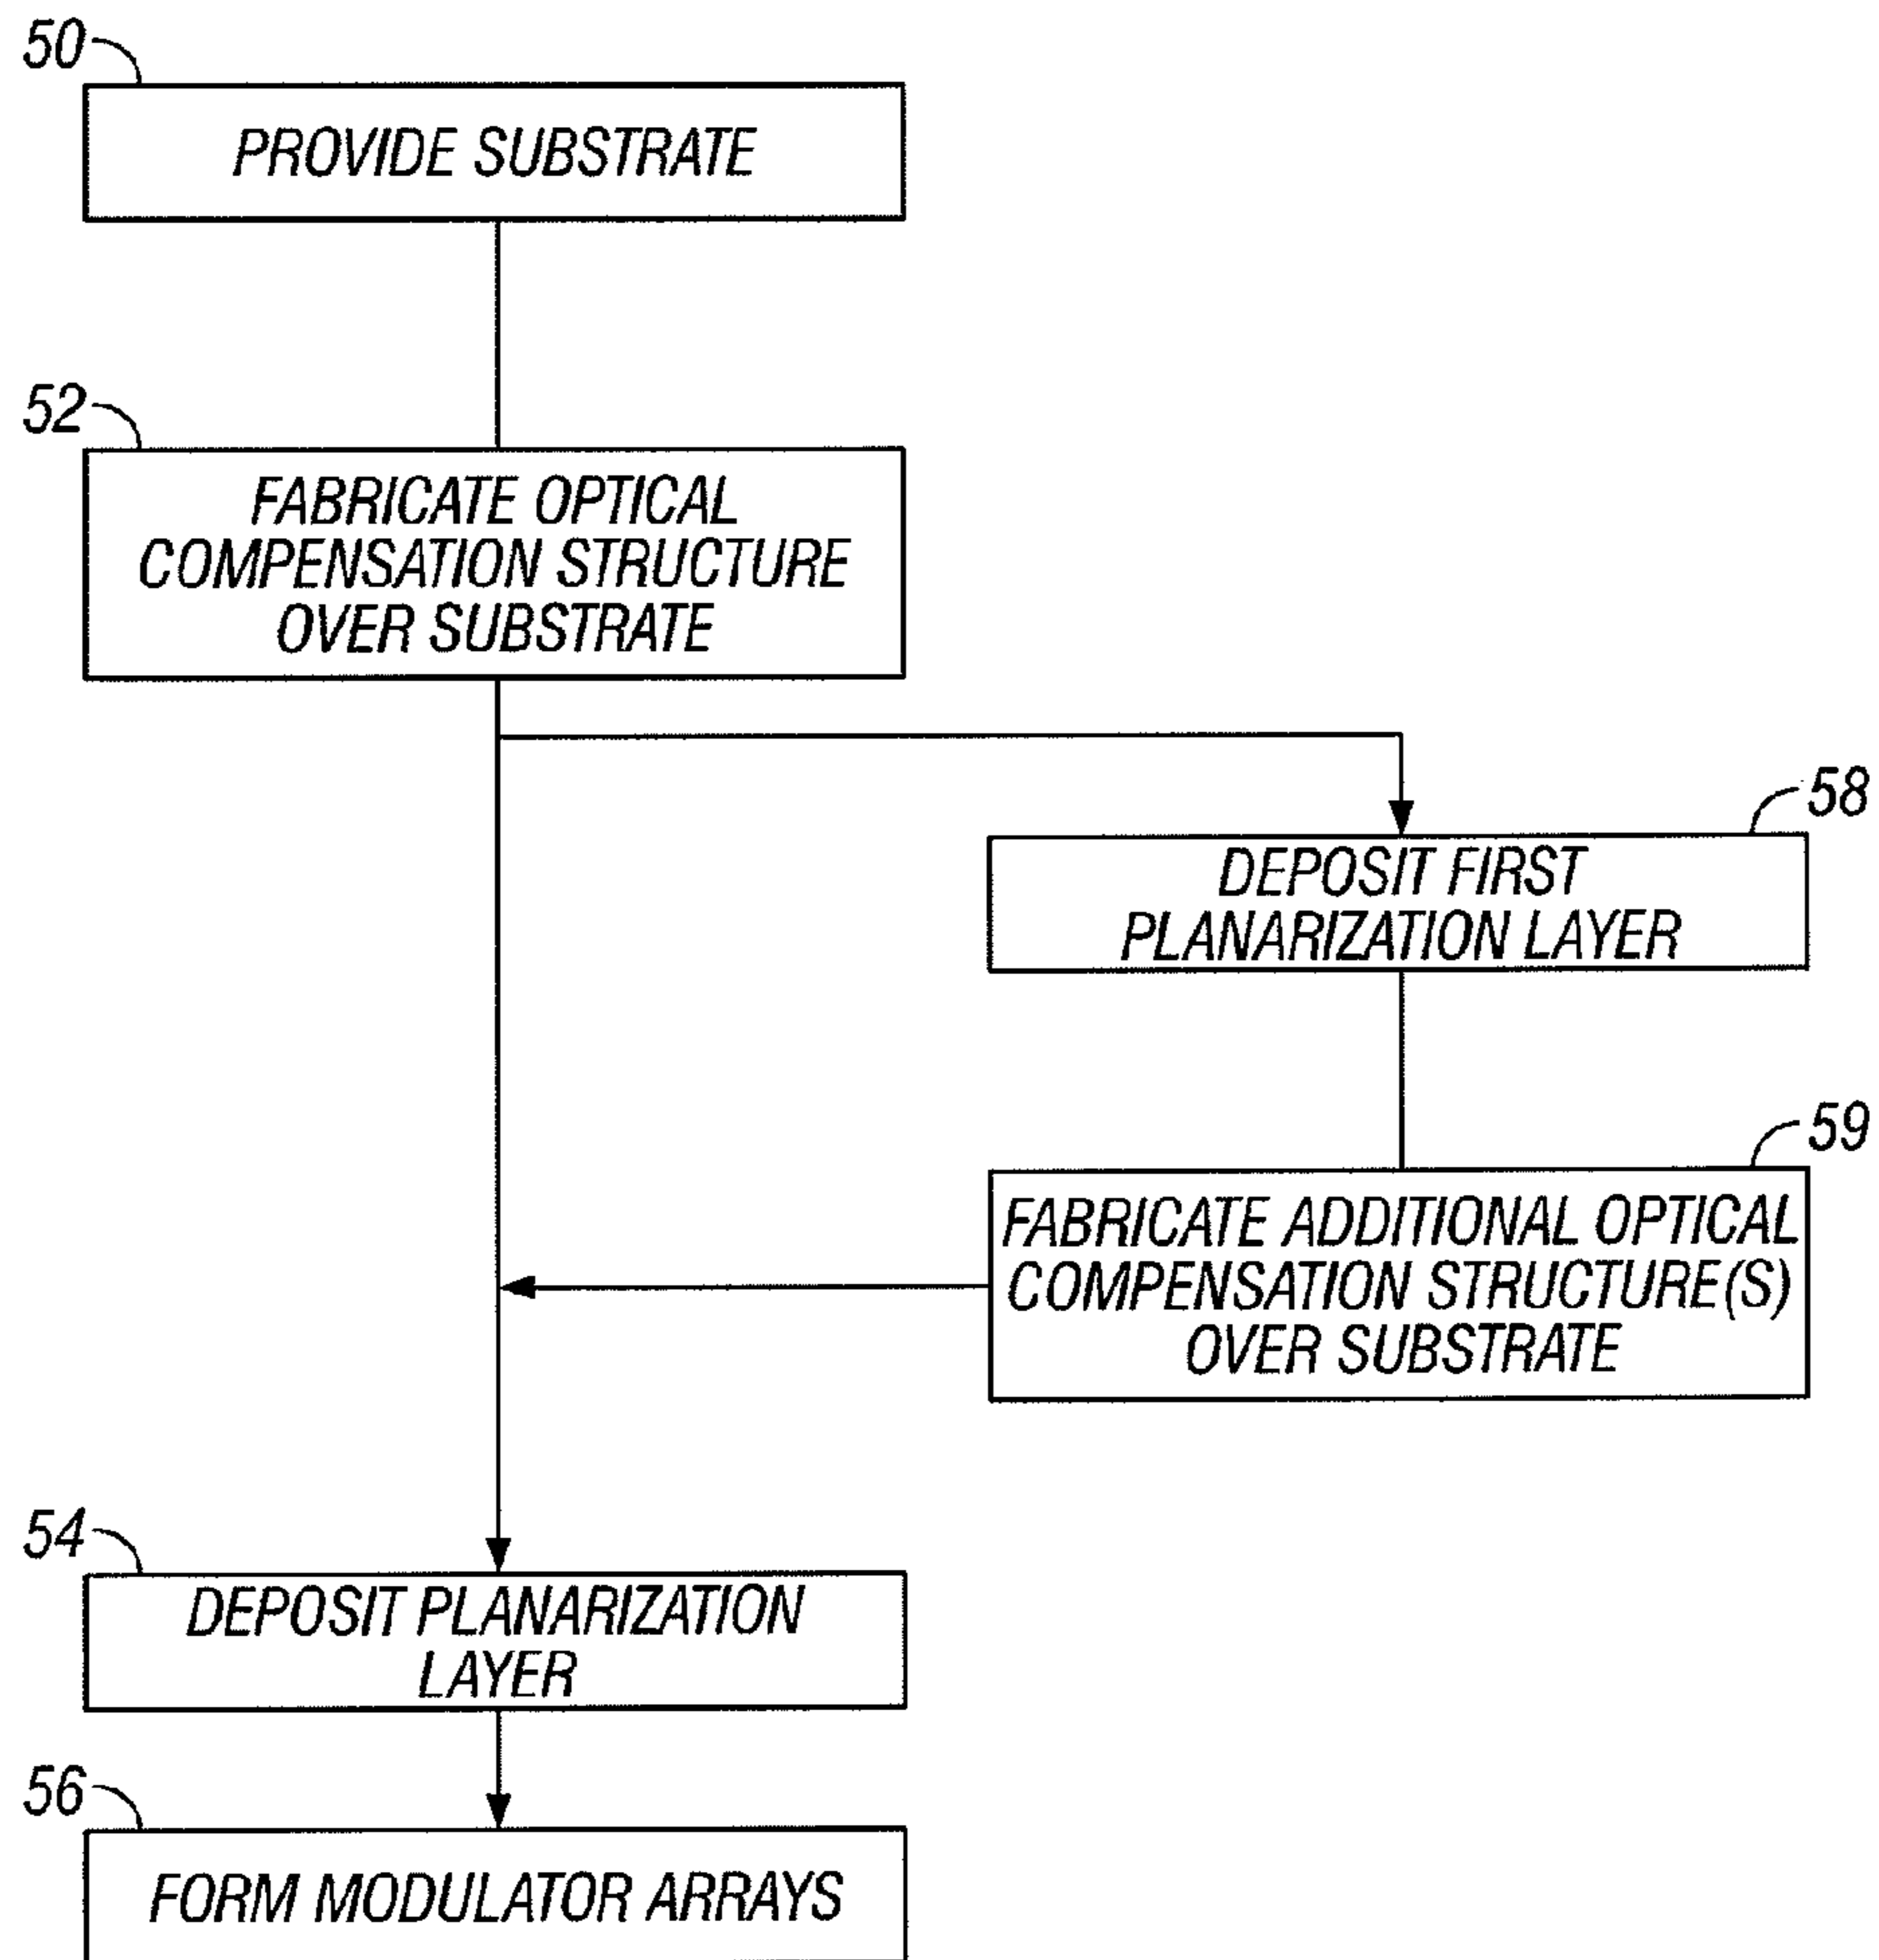 50
PROVIDE SUBSTRATE
52
FABRICATE OPTICAL
COMPENSATION STRUCTURE
OVER SUBSTRATE
58
DEPOSIT FIRST
PLANARIZATION LAYER
59
FABRICATE ADDITIONAL OPTICAL
COMPENSATION STRUCTURE(S)
OVER SUBSTRATE
54
DEPOSIT PLANARIZATION
LAYER
56
FORM MODULATOR ARRAYS